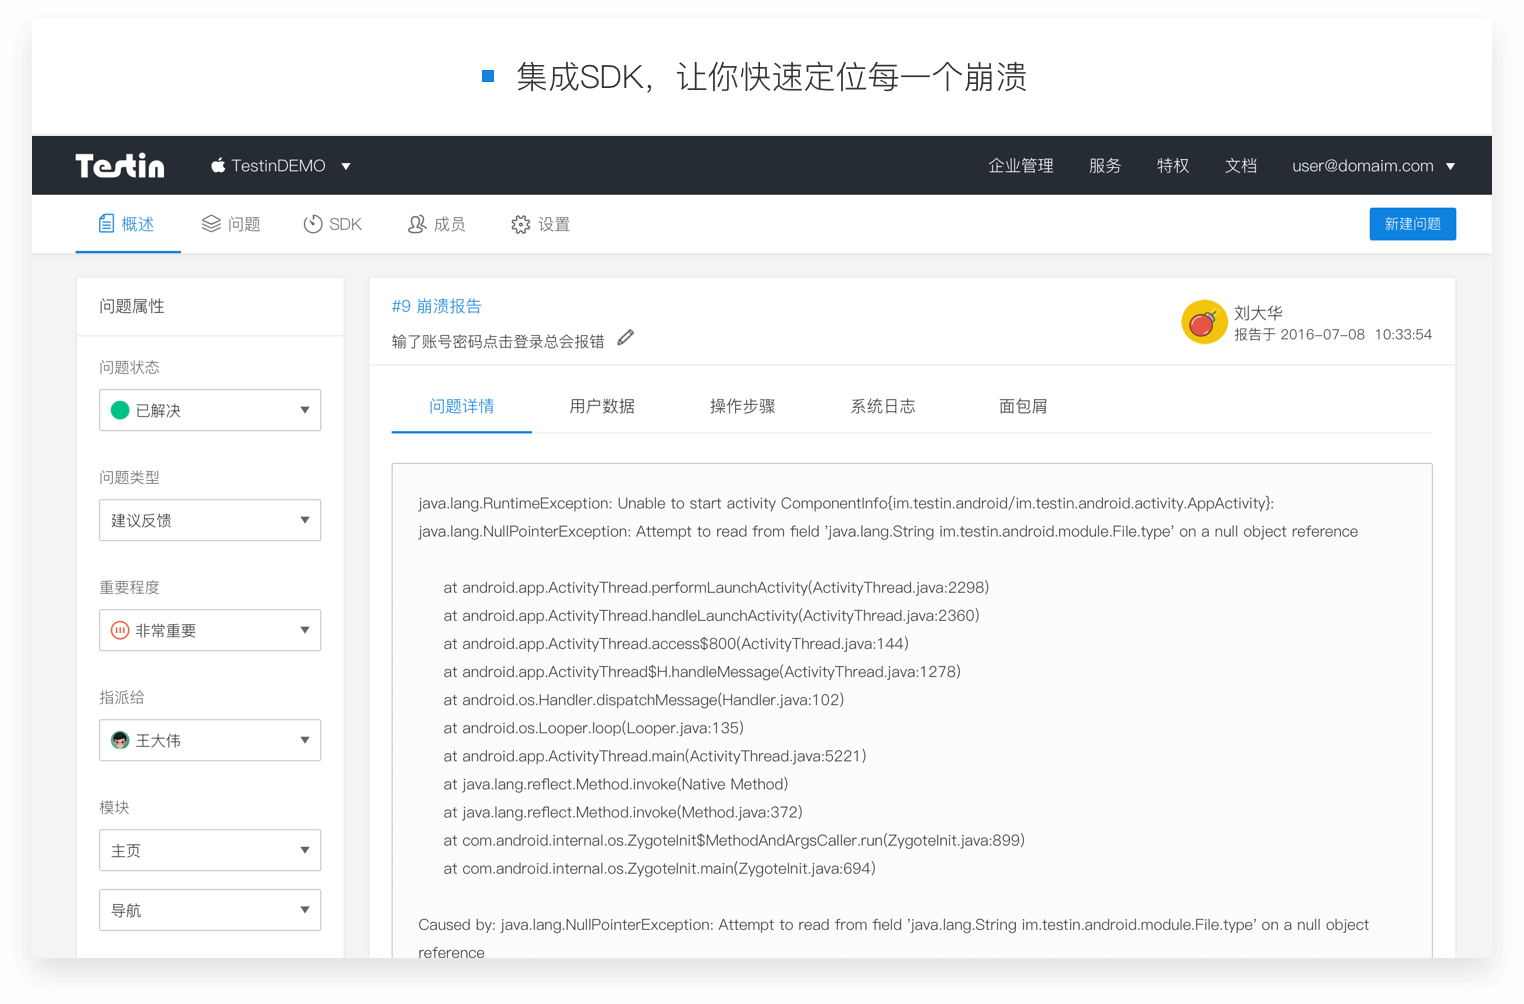 集成SDK，让你快速定位每一个崩溃
Testin TestinDEMO 企业管理 服务 特权 文档 user@domaim.com
概述 问题 SDK 成员 设置 新建问题
问题属性
问题状态
已解决
问题类型
建议反馈
重要程度
非常重要
指派给
王大伟
模块
主页
导航
#9 崩溃报告
输了账号密码点击登录总会报错
刘大华
报告于 2016-07-08 10:33:54
问题详情 用户数据 操作步骤 系统日志 面包屑
java.lang.RuntimeException: Unable to start activity ComponentInfo{im.testin.android/im.testin.android.activity.AppActivity}:
java.lang.NullPointerException: Attempt to read from field 'java.lang.String im.testin.android.module.File.type' on a null object reference
at android.app.ActivityThread.performLaunchActivity(ActivityThread.java:2298)
at android.app.ActivityThread.handleLaunchActivity(ActivityThread.java:2360)
at android.app.ActivityThread.access$800(ActivityThread.java:144)
at android.app.ActivityThread$H.handleMessage(ActivityThread.java:1278)
at android.os.Handler.dispatchMessage(Handler.java:102)
at android.os.Looper.loop(Looper.java:135)
at android.app.ActivityThread.main(ActivityThread.java:5221)
at java.lang.reflect.Method.invoke(Native Method)
at java.lang.reflect.Method.invoke(Method.java:372)
at com.android.internal.os.ZygoteInit$MethodAndArgsCaller.run(ZygoteInit.java:899)
at com.android.internal.os.ZygoteInit.main(ZygoteInit.java:694)
Caused by: java.lang.NullPointerException: Attempt to read from field 'java.lang.String im.testin.android.module.File.type' on a null object
reference